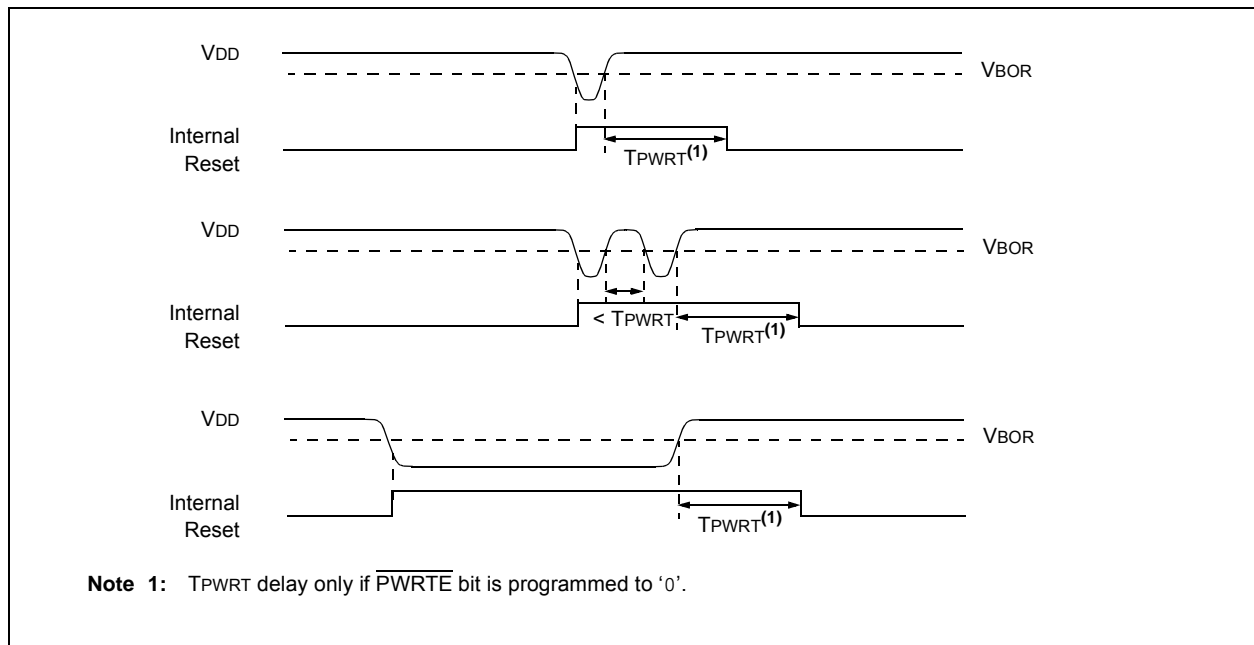 VDD
VBOR
Internal
Reset
TPWRT(1)
VDD
VBOR
Internal
Reset
< TPWRT
TPWRT(1)
VDD
VBOR
Internal
Reset
TPWRT(1)
Note 1: TPWRT delay only if PWRTE bit is programmed to ‘0’.